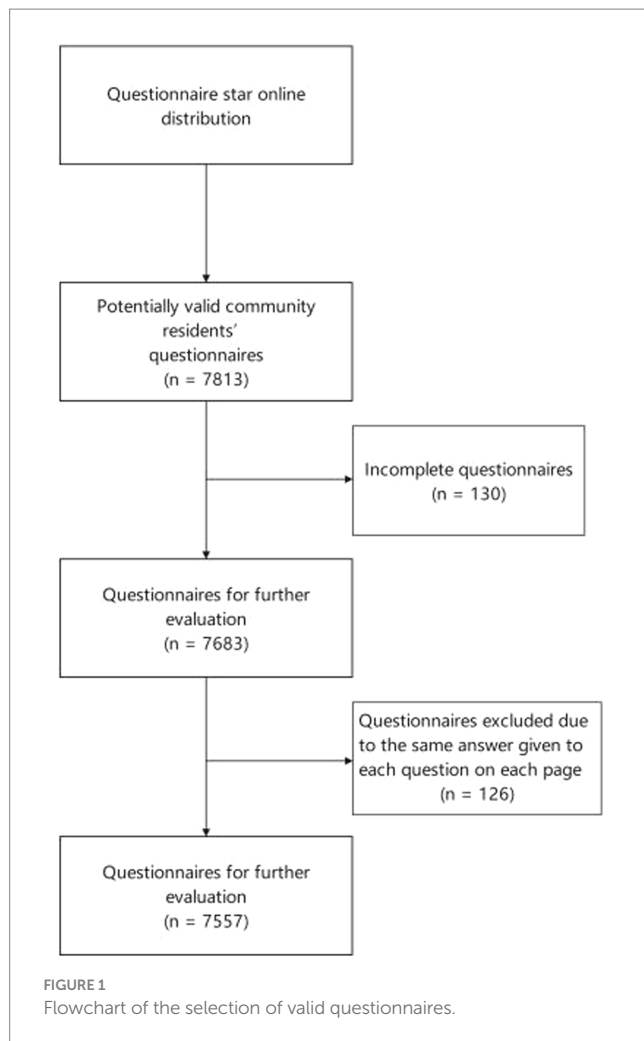 Questionnaire star online
distribution
Potentially valid community
residents'
questionnaires
(n = 7813)
Incomplete questionnaires
(n = 130)
Questionnaires for further
evaluation
(n = 7683)
Questionnaires excluded due
to the same answer given to
each question on each page
(n = 126)
Questionnaires for further
evaluation
(n = 7557)
FIGURE 1
Flowchart of the selection of valid questionnaires.